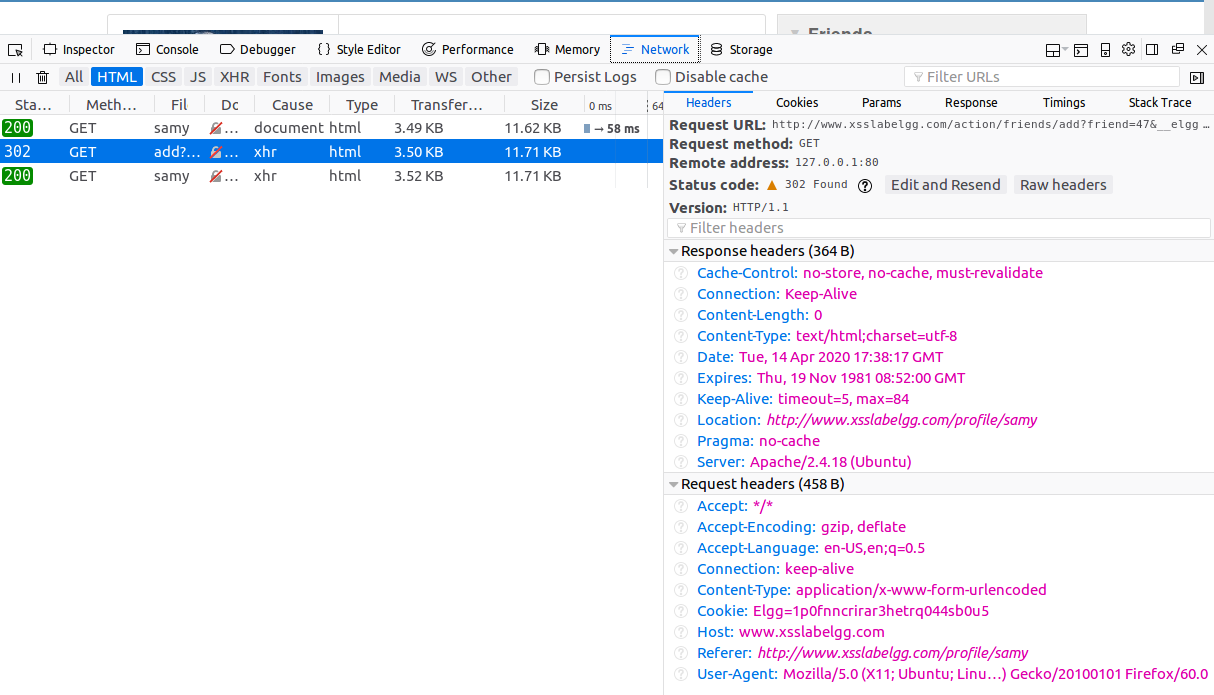 Friends
Inspector Console Debugger Style Editor Performance Memory Network Storage
All HTML CSS JS XHR Fonts Images Media WS Other Persist Logs Disable cache Filter URLs
Sta… Meth… Fil Dc Cause Type Transfer… Size 0 ms 64
200 GET samy … document html 3.49 KB 11.62 KB → 58 ms
302 GET add?… … xhr html 3.50 KB 11.71 KB
200 GET samy … xhr html 3.52 KB 11.71 KB
Headers Cookies Params Response Timings Stack Trace
Request URL: http://www.xsslabelgg.com/action/friends/add?friend=47&__elgg …
Request method: GET
Remote address: 127.0.0.1:80
Status code: 302 Found ? Edit and Resend Raw headers
Version: HTTP/1.1
Filter headers
Response headers (364 B)
? Cache-Control: no-store, no-cache, must-revalidate
? Connection: Keep-Alive
? Content-Length: 0
? Content-Type: text/html;charset=utf-8
? Date: Tue, 14 Apr 2020 17:38:17 GMT
? Expires: Thu, 19 Nov 1981 08:52:00 GMT
? Keep-Alive: timeout=5, max=84
? Location: http://www.xsslabelgg.com/profile/samy
? Pragma: no-cache
? Server: Apache/2.4.18 (Ubuntu)
Request headers (458 B)
? Accept: */*
? Accept-Encoding: gzip, deflate
? Accept-Language: en-US,en;q=0.5
? Connection: keep-alive
? Content-Type: application/x-www-form-urlencoded
? Cookie: Elgg=1p0fnncrirar3hetrq044sb0u5
? Host: www.xsslabelgg.com
? Referer: http://www.xsslabelgg.com/profile/samy
? User-Agent: Mozilla/5.0 (X11; Ubuntu; Linu…) Gecko/20100101 Firefox/60.0